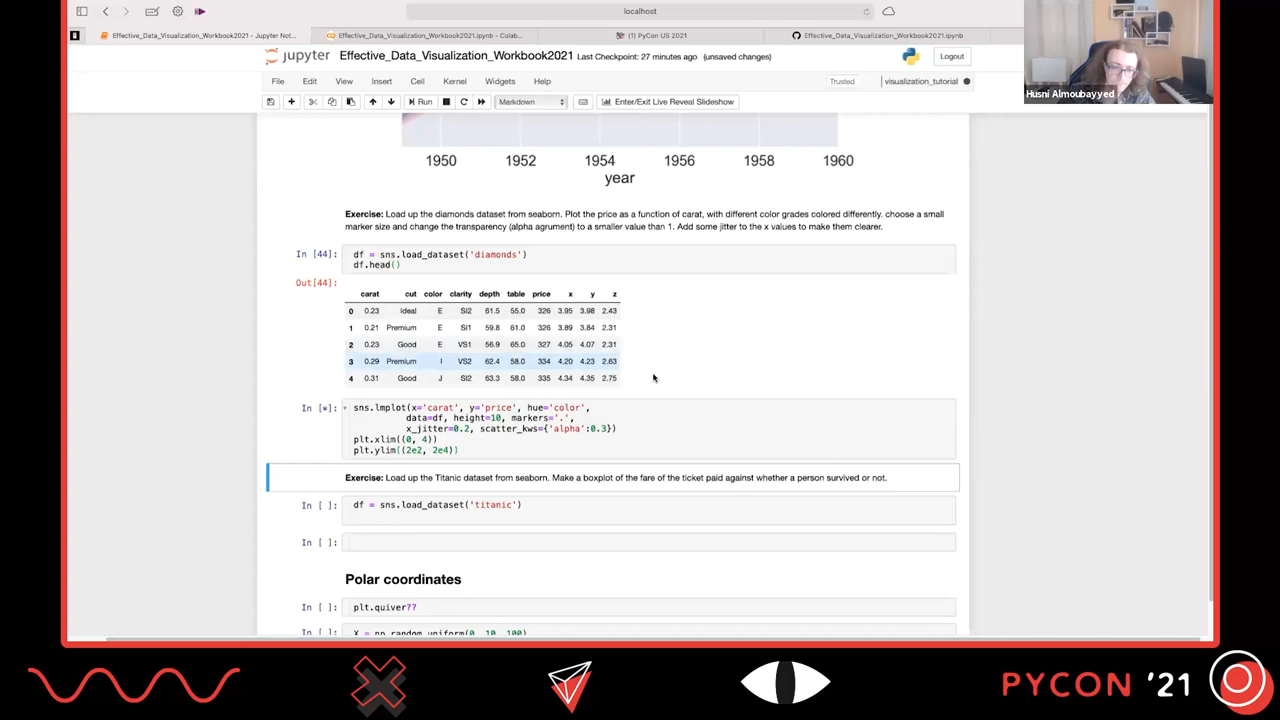 localhost
Effective_Data_Visualization_Workbook2021 - Jupyter Not...
Effective_Data_Visualization_Workbook2021.ipynb - Colab...
(1) PyCon US 2021
Effective_Data_Visualization_Workbook2021.ipynb
jupyter Effective_Data_Visualization_Workbook2021 Last Checkpoint: 27 minutes ago (unsaved changes)
Logout
File Edit View Insert Cell Kernel Widgets Help
Trusted
visualization_tutorial
Run
Markdown
Enter/Exit Live Reveal Slideshow
Husni Almoubayyed
1950 1952 1954 1956 1958 1960
year
Exercise: Load up the diamonds dataset from seaborn. Plot the price as a function of carat, with different color grades colored differently. choose a small
marker size and change the transparency (alpha agrument) to a smaller value than 1. Add some jitter to the x values to make them clearer.
In [44]: df = sns.load_dataset('diamonds')
df.head()
Out[44]:
carat cut color clarity depth table price x y z
0 0.23 Ideal E SI2 61.5 55.0 326 3.95 3.98 2.43
1 0.21 Premium E SI1 59.8 61.0 326 3.89 3.84 2.31
2 0.23 Good E VS1 56.9 65.0 327 4.05 4.07 2.31
3 0.29 Premium I VS2 62.4 58.0 334 4.20 4.23 2.63
4 0.31 Good J SI2 63.3 58.0 335 4.34 4.35 2.75
In [*]: sns.lmplot(x='carat', y='price', hue='color',
data=df, height=10, markers='.',
x_jitter=0.2, scatter_kws={'alpha':0.3})
plt.xlim((0, 4))
plt.ylim((2e2, 2e4))
Exercise: Load up the Titanic dataset from seaborn. Make a boxplot of the fare of the ticket paid against whether a person survived or not.
In [ ]: df = sns.load_dataset('titanic')
In [ ]:
Polar coordinates
In [ ]: plt.quiver??
In [ ]: X = np.random.uniform(0, 10, 100)
PYCON '21